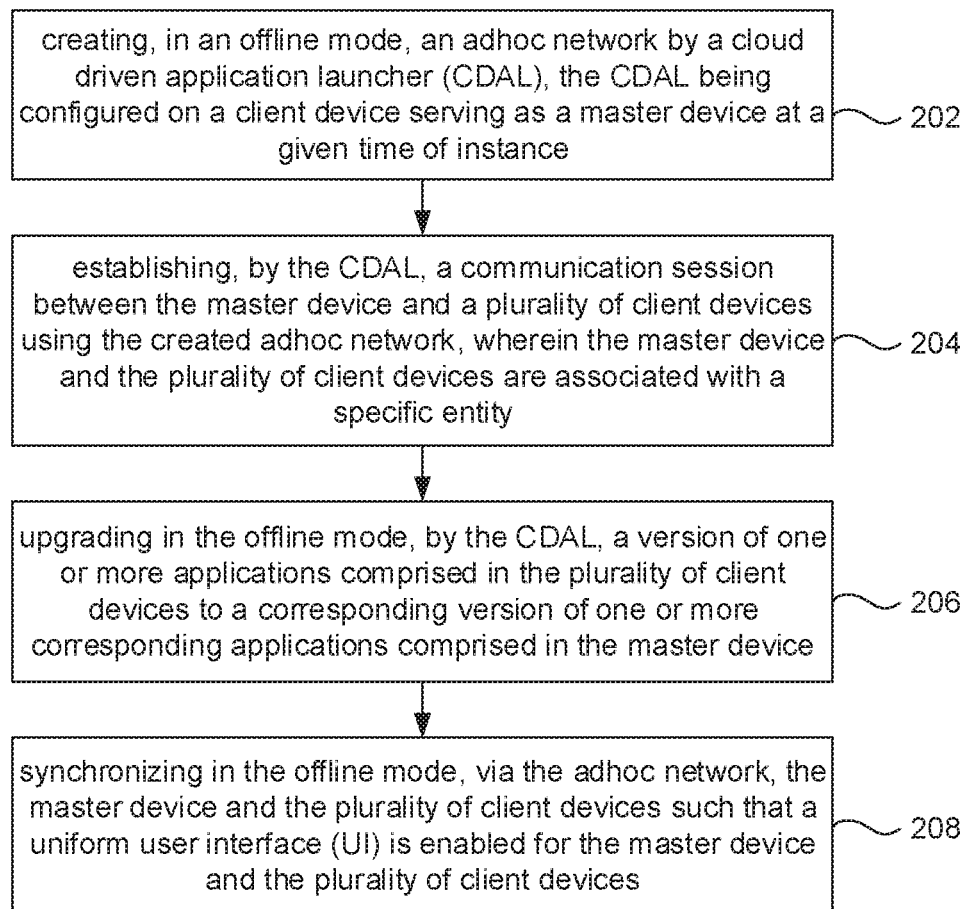 creating, in an offline mode, an adhoc network by a cloud
driven application launcher (CDAL), the CDAL being
configured on a client device serving as a master device at a
given time of instance
202
establishing, by the CDAL, a communication session
between the master device and a plurality of client devices
using the created adhoc network, wherein the master device
and the plurality of client devices are associated with a
specific entity
204
upgrading in the offline mode, by the CDAL, a version of one
or more applications comprised in the plurality of client
devices to a corresponding version of one or more
corresponding applications comprised in the master device
206
synchronizing in the offline mode, via the adhoc network, the
master device and the plurality of client devices such that a
uniform user interface (UI) is enabled for the master device
and the plurality of client devices
208